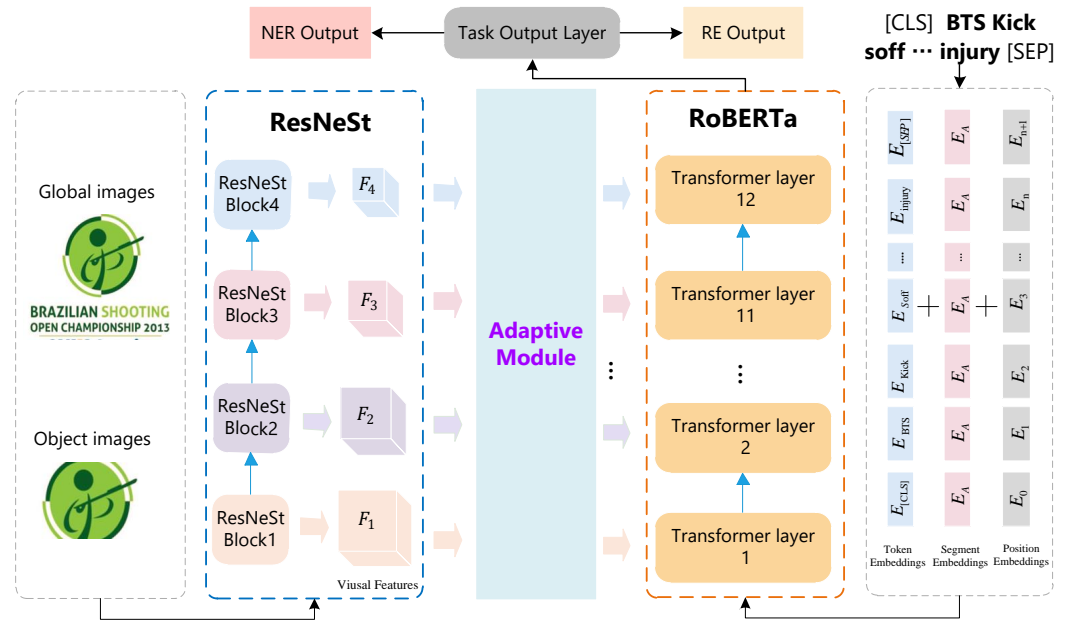 NER Output
Task Output Layer
RE Output
[CLS] BTS Kick
soff ··· injury [SEP]
Global images
BRAZILIAN SHOOTING
OPEN CHAMPIONSHIP 2013
Object images
ResNeSt
ResNeSt
Block4
F4
ResNeSt
Block3
F3
ResNeSt
Block2
F2
ResNeSt
Block1
F1
Viusal Features
Adaptive
Module
...
RoBERTa
Transformer layer
12
Transformer layer
11
...
Transformer layer
2
Transformer layer
1
E[SEP]
EA
En+1
Einjury
EA
En
....
...
...
ESoff
+
EA
+
E3
EKick
EA
E2
EBTS
EA
E1
E[CLS]
EA
E0
Token
Embeddings
Segment
Embeddings
Position
Embeddings